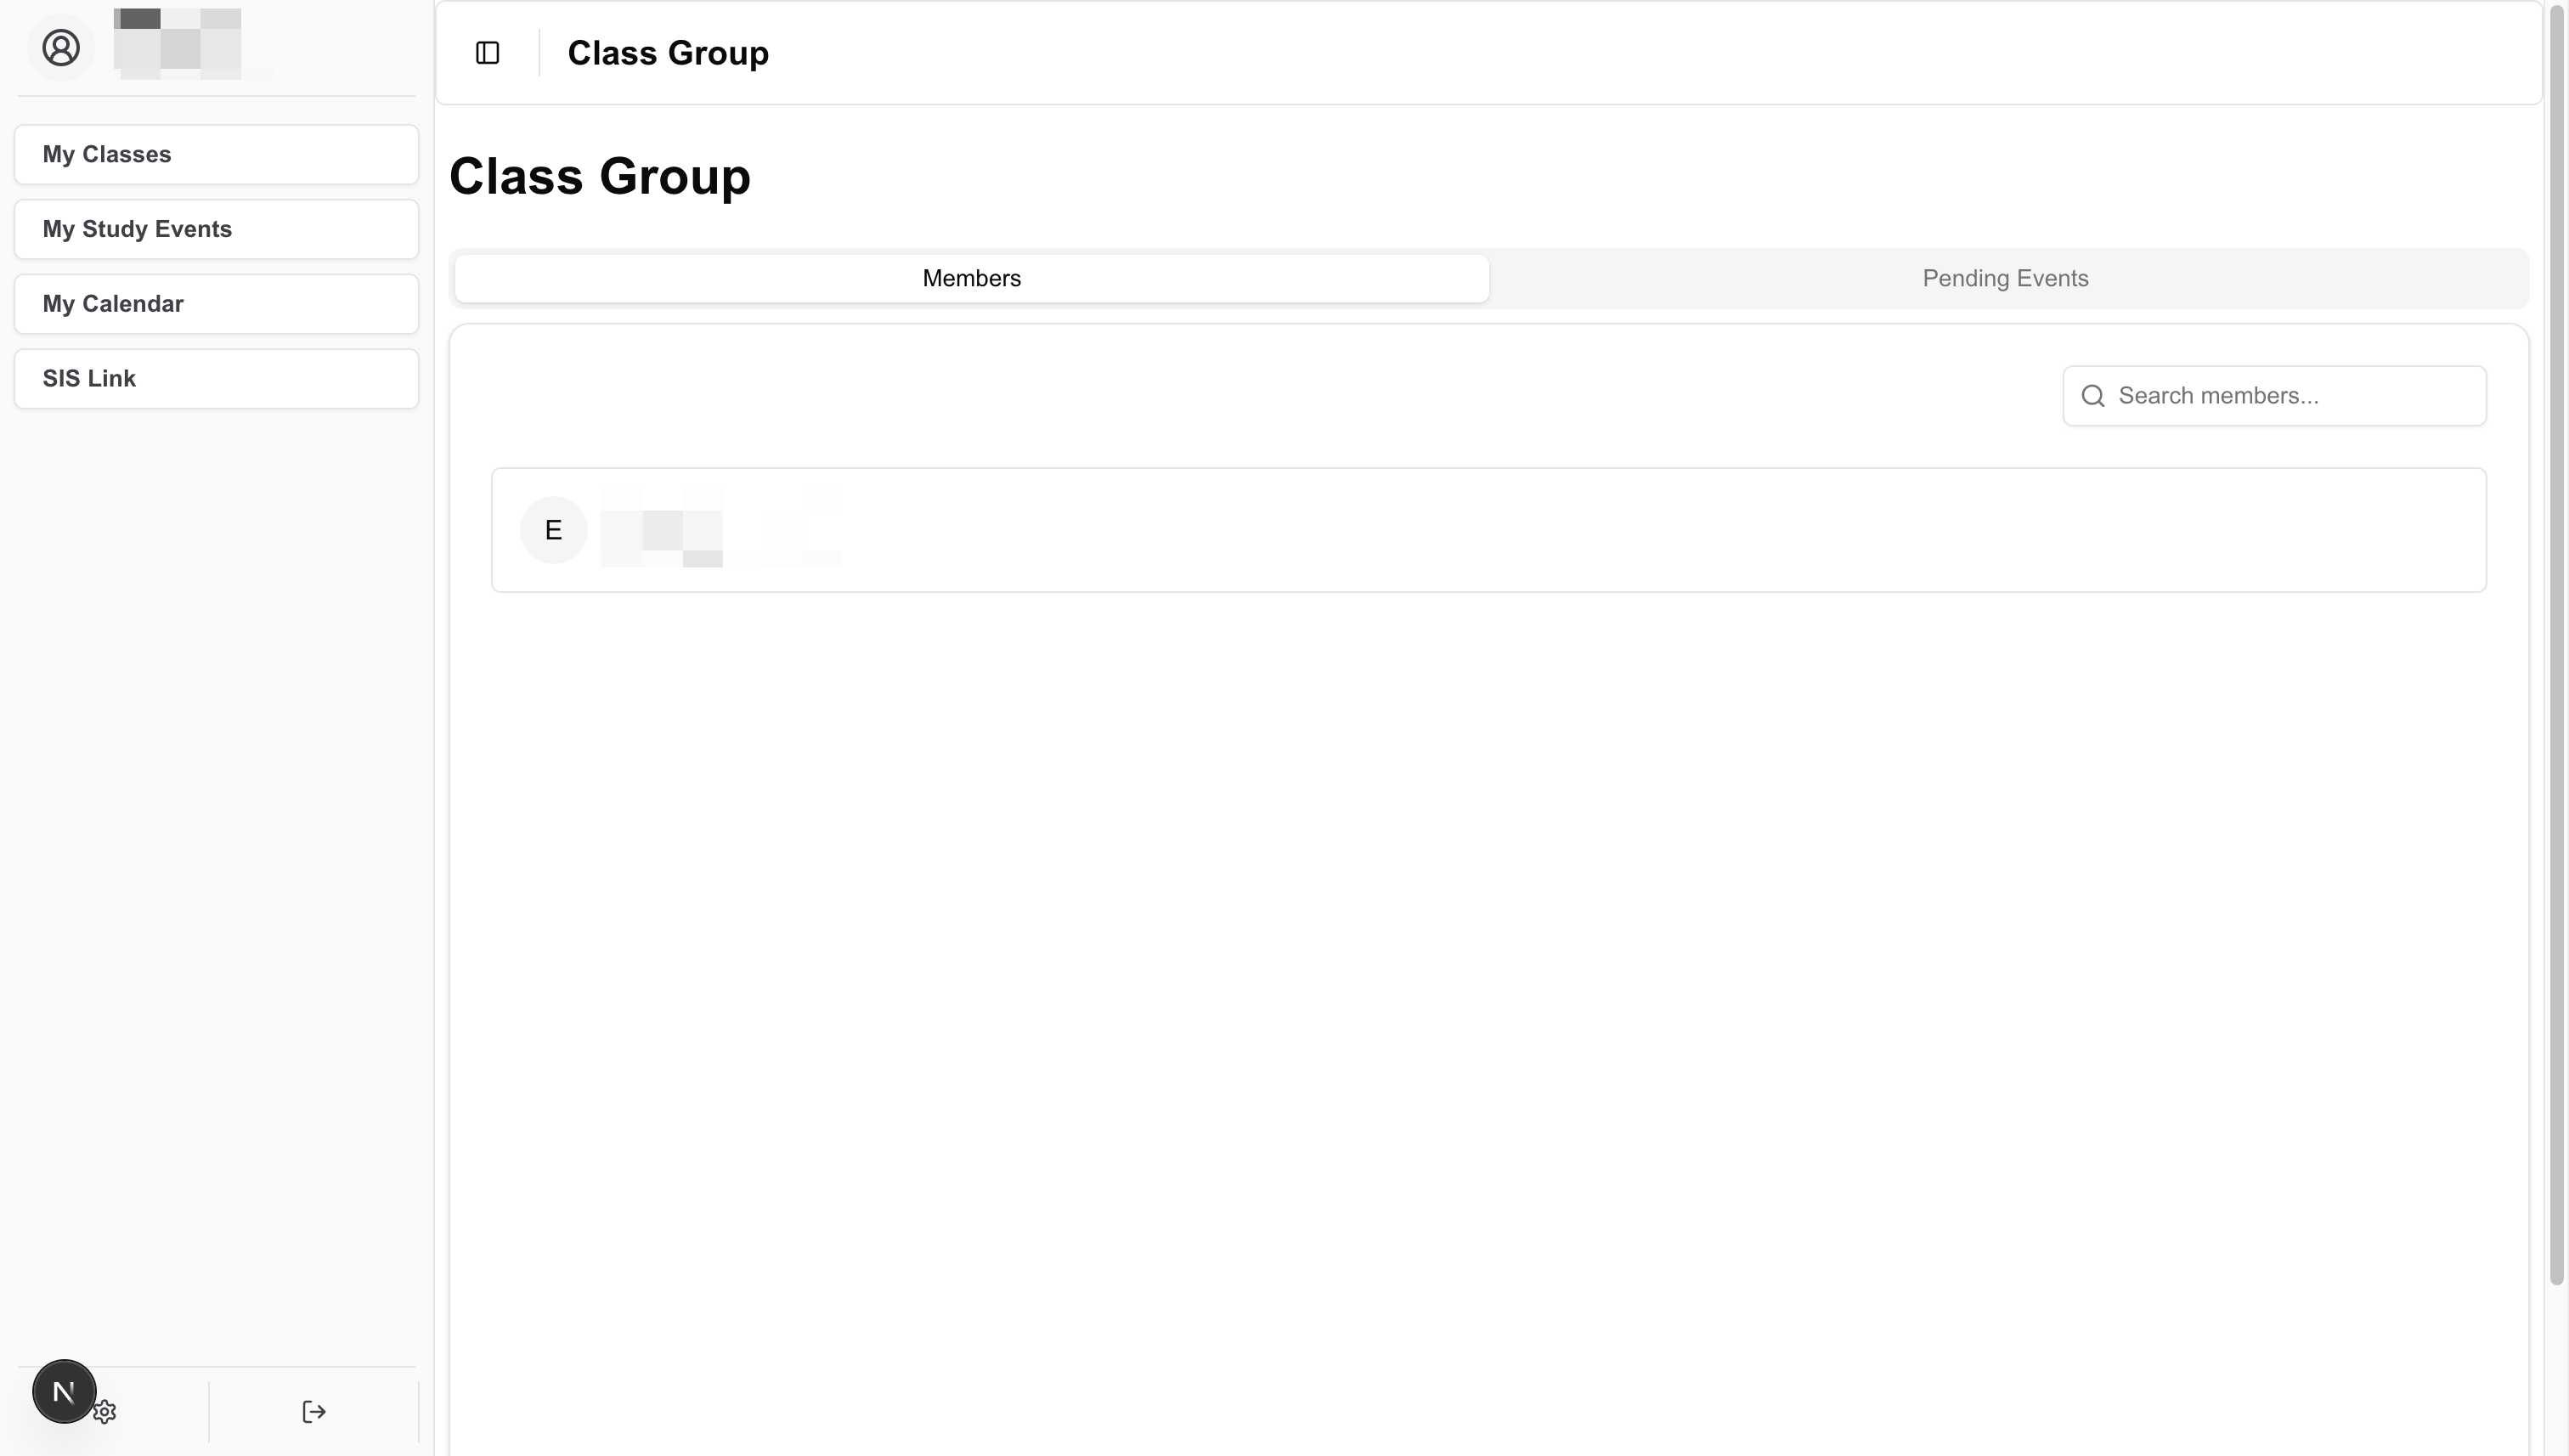 Class Group
My Classes
My Study Events
My Calendar
SIS Link
Class Group
Members
Pending Events
Search members...
E
N